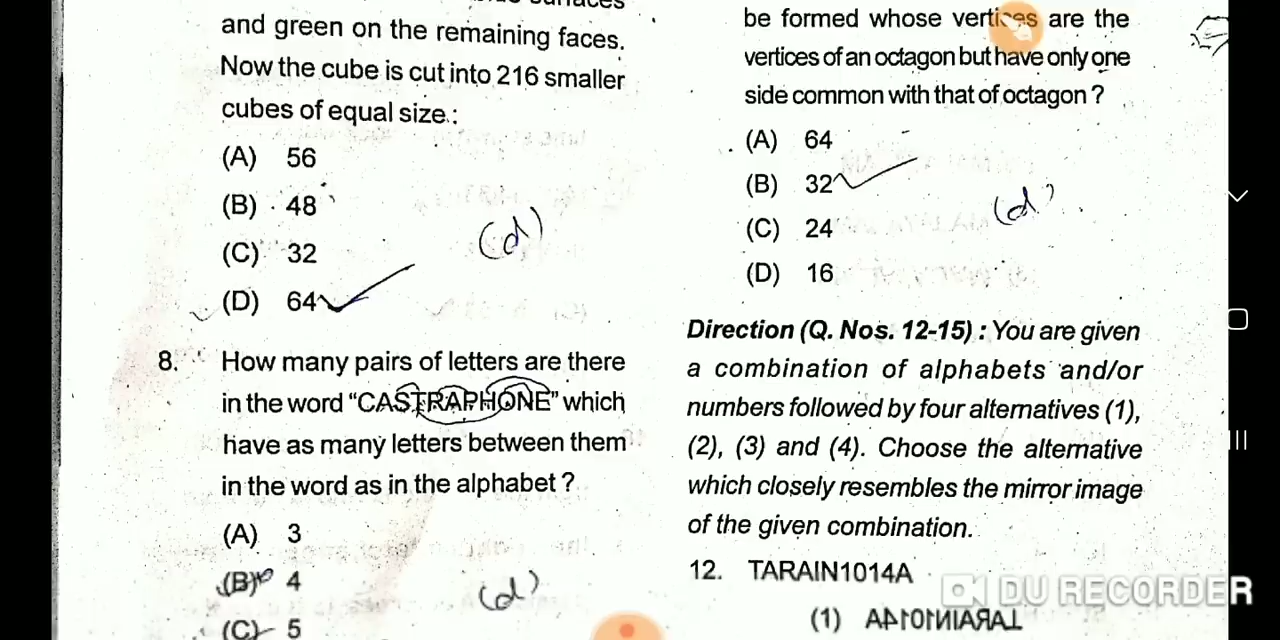 and green on the remaining faces.
Now the cube is cut into 216 smaller
cubes of equal size :
(A) 56
(B) 48
(C) 32
(D) 64
(d)
8. How many pairs of letters are there
in the word "CASTRAPHONE" which
have as many letters between them
in the word as in the alphabet ?
(A) 3
(B) 4
(d)
(C) 5
be formed whose vertices are the
vertices of an octagon but have only one
side common with that of octagon ?
(A) 64
(B) 32
(C) 24
(D) 16
(d)
Direction (Q. Nos. 12-15) : You are given
a combination of alphabets and/or
numbers followed by four alternatives (1),
(2), (3) and (4). Choose the alternative
which closely resembles the mirror image
of the given combination.
12. TARAIN1014A
(1)
DU RECORDER